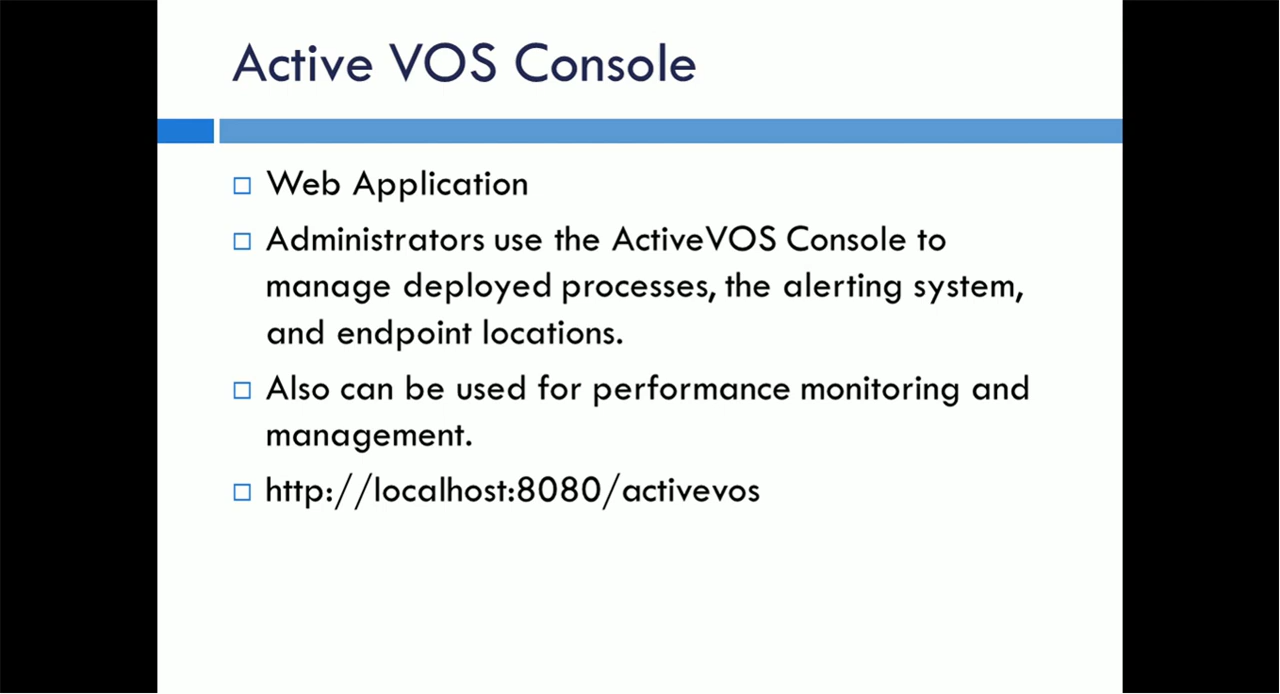 Active VOS Console
Web Application
Administrators use the ActiveVOS Console to
manage deployed processes, the alerting system,
and endpoint locations.
Also can be used for performance monitoring and
management.
http://localhost:8080/activevos